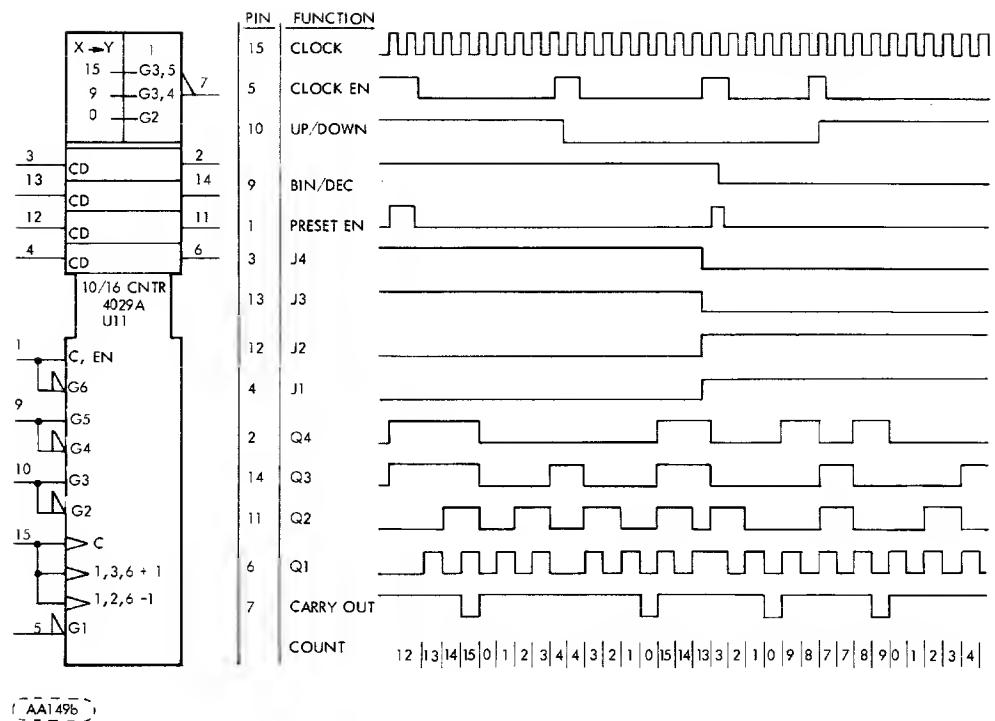 PIN FUNCTION
X → Y 1
15 G3,5
9 G3,4
0 G2
7
3 CD 2
13 CD 14
12 CD 11
4 CD 6
10/16 CNTR
4029A
U11
1 C, EN
G6
9 G5
G4
10 G3
G2
15 C
1,3,6 + 1
1,2,6 -1
5 G1
15 CLOCK
5 CLOCK EN
10 UP/DOWN
9 BIN/DEC
1 PRESET EN
3 J4
13 J3
12 J2
4 J1
2 Q4
14 Q3
11 Q2
6 Q1
7 CARRY OUT
COUNT 12 13 14 15 0 1 2 3 4 4 3 2 1 0 15 14 13 3 2 1 0 9 8 7 7 8 9 0 1 2 3 4
AA149b